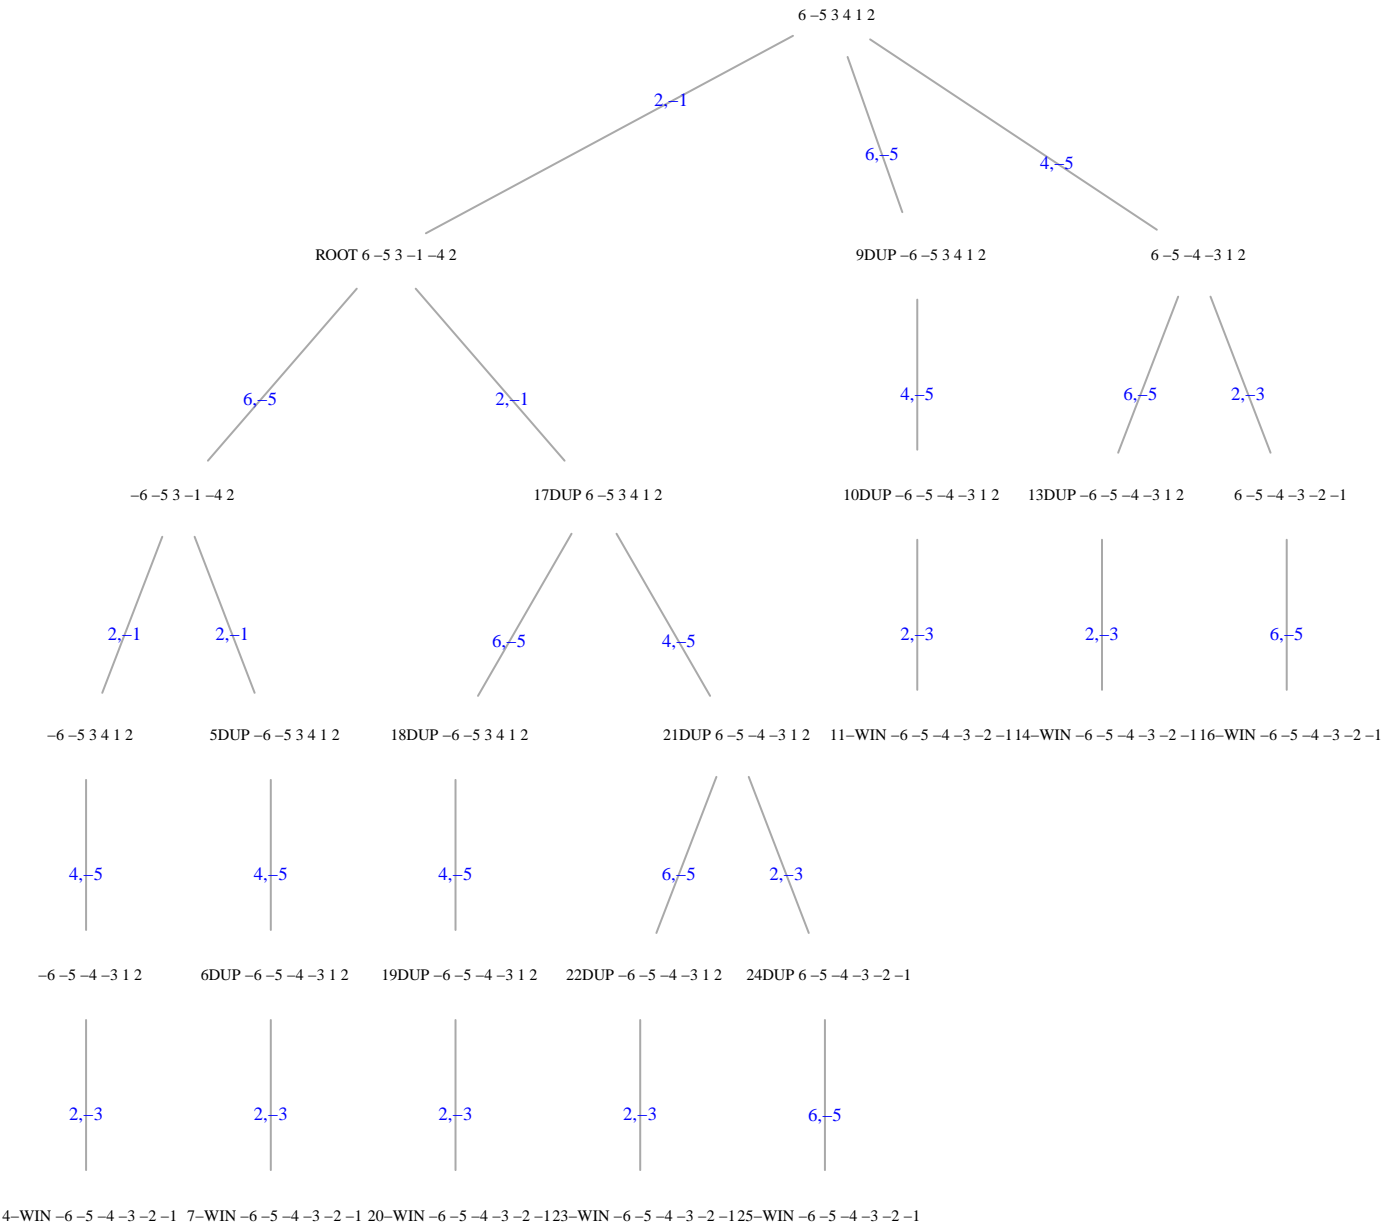 6 –5 3 4 1 2
2,–1
6,–5
4,–5
ROOT 6 –5 3 –1 –4 2
9DUP –6 –5 3 4 1 2
6 –5 –4 –3 1 2
6,–5
2,–1
4,–5
6,–5
2,–3
–6 –5 3 –1 –4 2
17DUP 6 –5 3 4 1 2
10DUP –6 –5 –4 –3 1 2
13DUP –6 –5 –4 –3 1 2
6 –5 –4 –3 –2 –1
2,–1
2,–1
6,–5
4,–5
2,–3
2,–3
6,–5
–6 –5 3 4 1 2
5DUP –6 –5 3 4 1 2
18DUP –6 –5 3 4 1 2
21DUP 6 –5 –4 –3 1 2
11–WIN –6 –5 –4 –3 –2 –1
14–WIN –6 –5 –4 –3 –2 –1
16–WIN –6 –5 –4 –3 –2 –1
4,–5
4,–5
4,–5
6,–5
2,–3
–6 –5 –4 –3 1 2
6DUP –6 –5 –4 –3 1 2
19DUP –6 –5 –4 –3 1 2
22DUP –6 –5 –4 –3 1 2
24DUP 6 –5 –4 –3 –2 –1
2,–3
2,–3
2,–3
2,–3
6,–5
4–WIN –6 –5 –4 –3 –2 –1
7–WIN –6 –5 –4 –3 –2 –1
20–WIN –6 –5 –4 –3 –2 –1
23–WIN –6 –5 –4 –3 –2 –1
25–WIN –6 –5 –4 –3 –2 –1